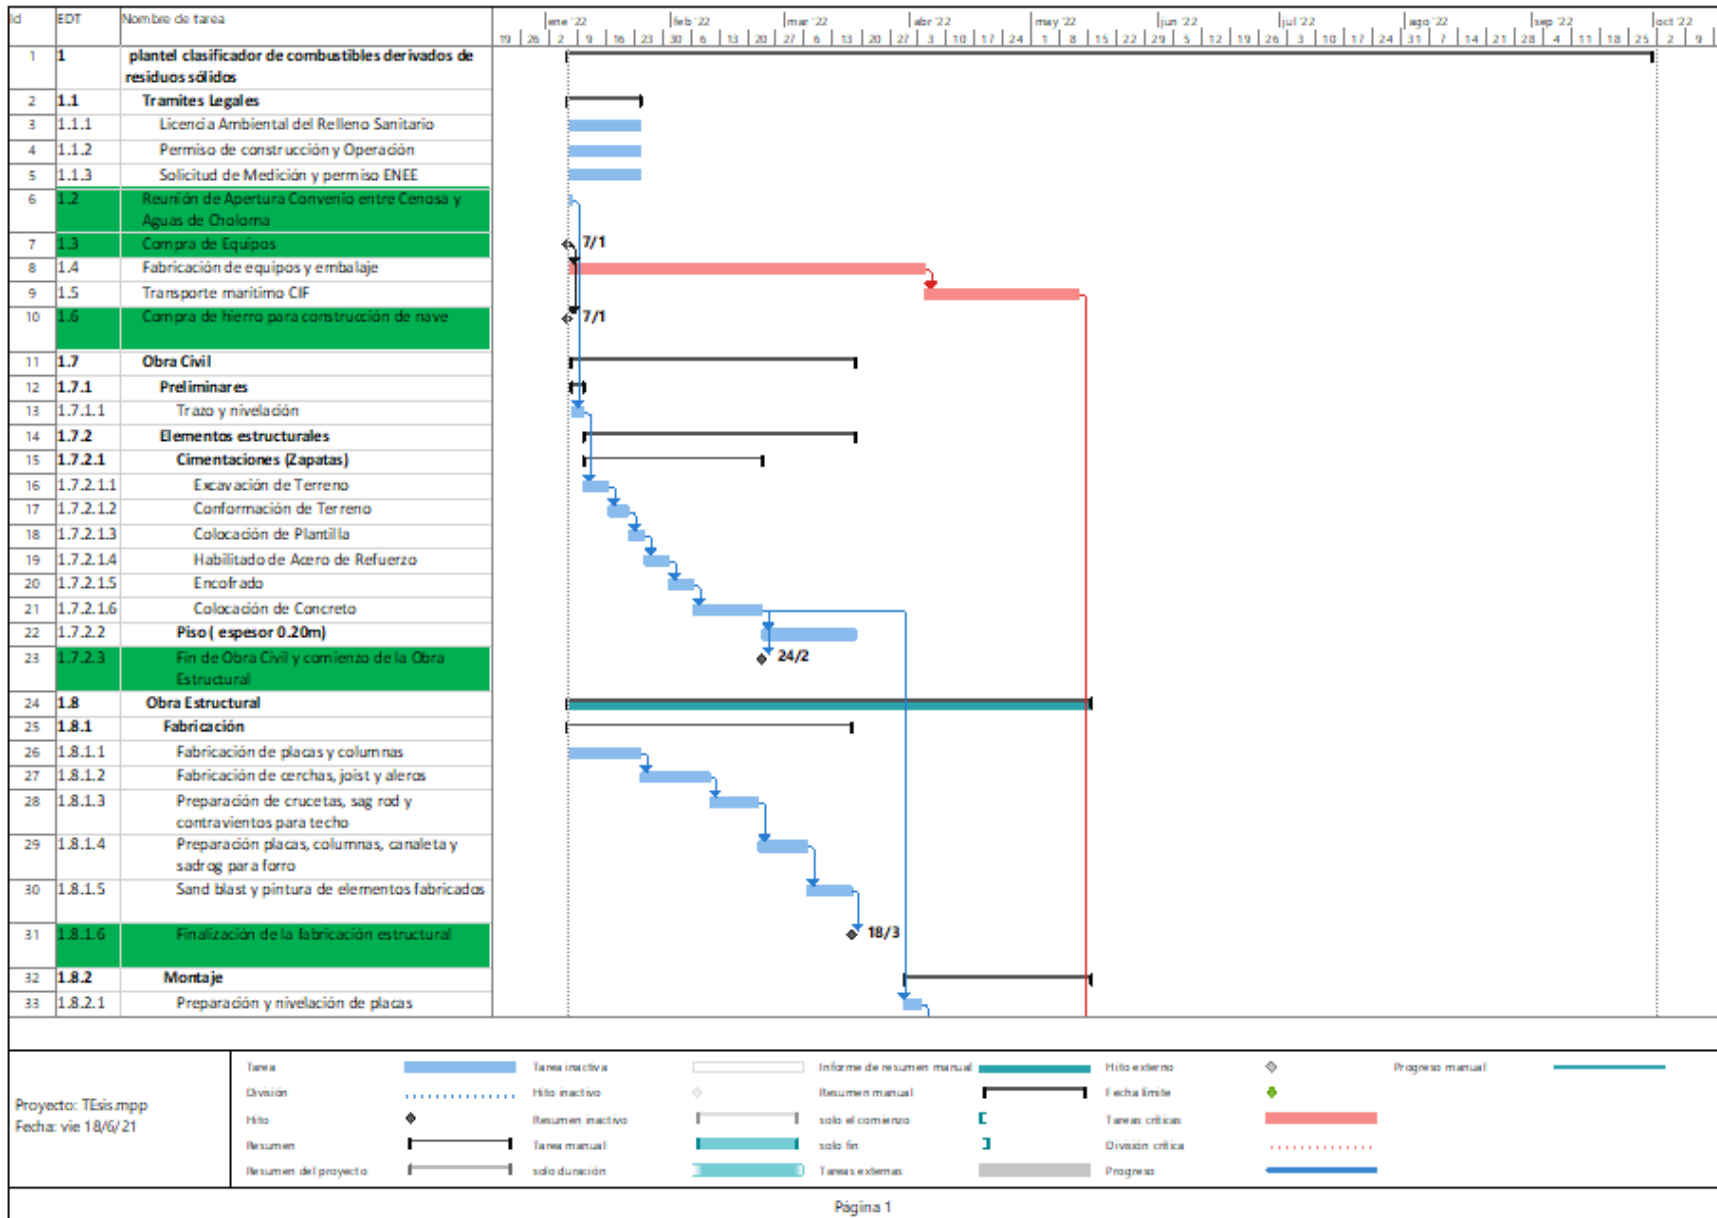 Id EDT Nombre de tarea
ene '22 feb '22 mar '22 abr '22 may '22 jun '22 jul '22 ago '22 sep '22 oct '22
19 26 2 9 16 23 30 6 13 20 27 6 13 20 27 3 10 17 24 1 8 15 22 29 5 12 19 26 3 10 17 24 31 7 14 21 28 4 11 18 25 2 9
1 1 plantel clasificador de combustibles derivados de
residuos sólidos
2 1.1 Tramites Legales
3 1.1.1 Licencia Ambiental del Relleno Sanitario
4 1.1.2 Permiso de construcción y Operación
5 1.1.3 Solicitud de Medición y permiso ENEE
6 1.2 Reunión de Apertura Convenio entre Cenosa y
Aguas de Choloma
7 1.3 Compra de Equipos 7/1
8 1.4 Fabricación de equipos y embalaje
9 1.5 Transporte maritimo CIF
10 1.6 Compra de hierro para construcción de nave 7/1
11 1.7 Obra Civil
12 1.7.1 Preliminares
13 1.7.1.1 Trazo y nivelación
14 1.7.2 Elementos estructurales
15 1.7.2.1 Cimentaciones (Zapatas)
16 1.7.2.1.1 Excavación de Terreno
17 1.7.2.1.2 Conformación de Terreno
18 1.7.2.1.3 Colocación de Plantilla
19 1.7.2.1.4 Habilitado de Acero de Refuerzo
20 1.7.2.1.5 Encofrado
21 1.7.2.1.6 Colocación de Concreto
22 1.7.2.2 Piso ( espesor 0.20m)
23 1.7.2.3 Fin de Obra Civil y comienzo de la Obra
Estructural 24/2
24 1.8 Obra Estructural
25 1.8.1 Fabricación
26 1.8.1.1 Fabricación de placas y columnas
27 1.8.1.2 Fabricación de cerchas, joist y aleros
28 1.8.1.3 Preparación de crucetas, sag rod y
contravientos para techo
29 1.8.1.4 Preparación placas, columnas, canaleta y
sadrog para forro
30 1.8.1.5 Sand blast y pintura de elementos fabricados
31 1.8.1.6 Finalización de la fabricación estructural 18/3
32 1.8.2 Montaje
33 1.8.2.1 Preparación y nivelación de placas
Proyecto: TEsis.mpp
Fecha: vie 18/6/21
Tarea Tarea inactiva Informe de resumen manual Hito externo Progreso manual
División Hito inactivo Resumen manual Fecha límite
Hito Resumen inactivo solo el comienzo Tareas críticas
Resumen Tarea manual solo fin División crítica
Resumen del proyecto solo duración Tareas externas Progreso
Página 1